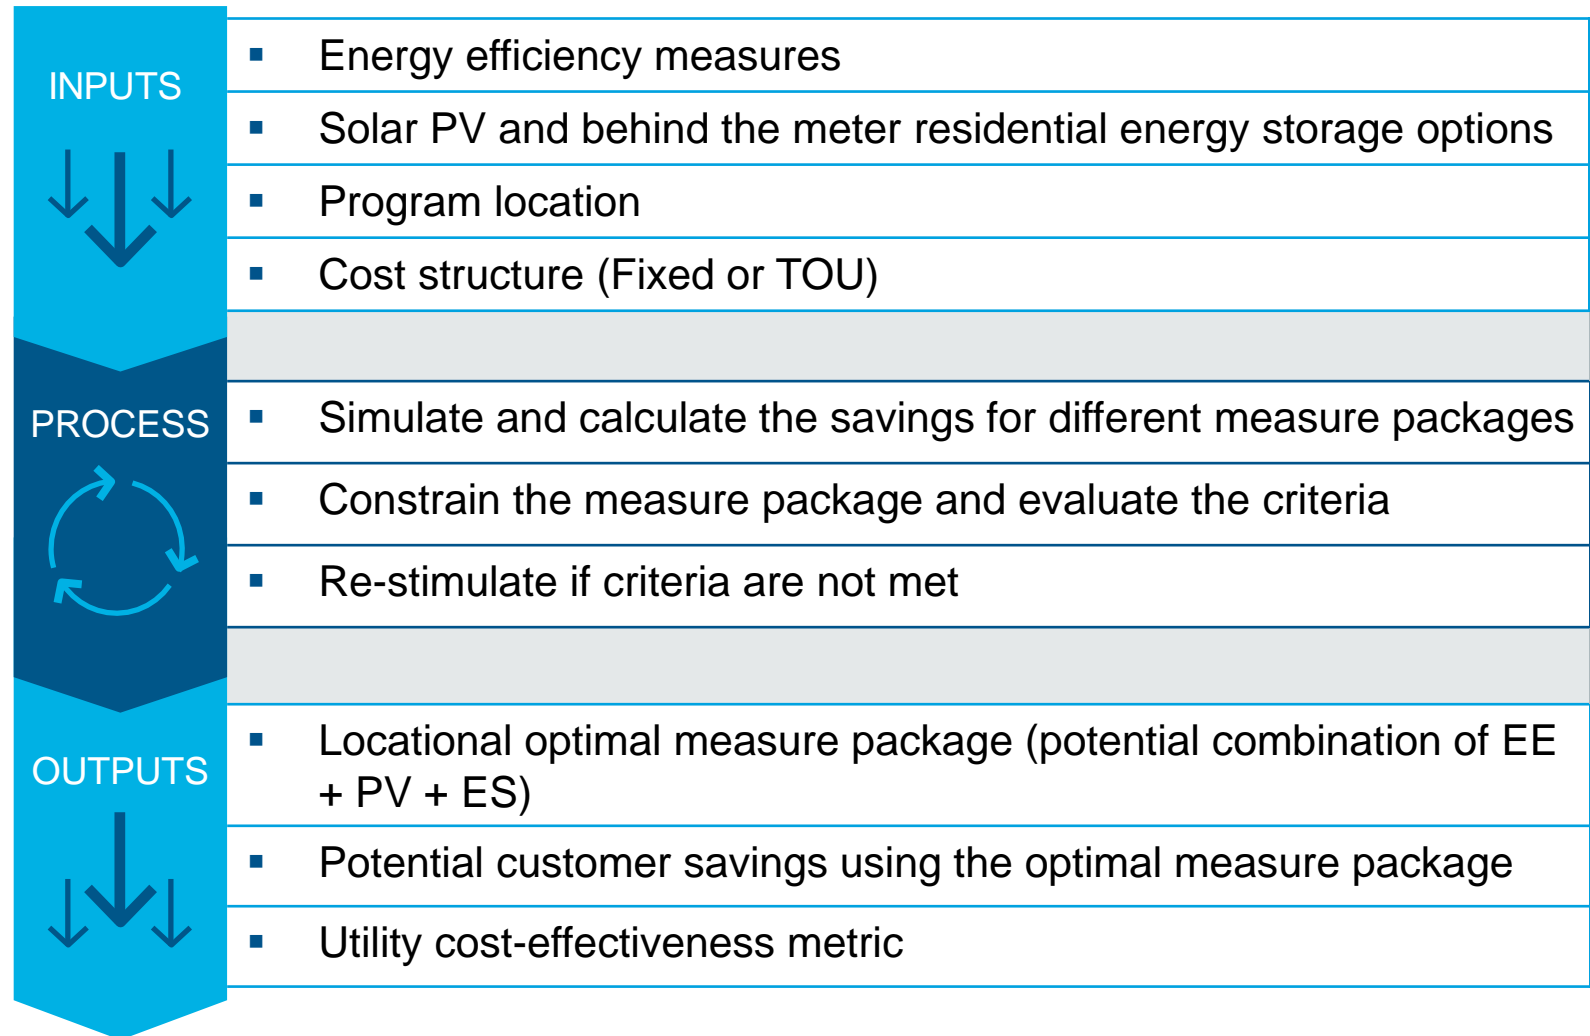 INPUTS
▪ Energy efficiency measures
▪ Solar PV and behind the meter residential energy storage options
▪ Program location
▪ Cost structure (Fixed or TOU)
PROCESS
▪ Simulate and calculate the savings for different measure packages
▪ Constrain the measure package and evaluate the criteria
▪ Re-stimulate if criteria are not met
OUTPUTS
▪ Locational optimal measure package (potential combination of EE
+ PV + ES)
▪ Potential customer savings using the optimal measure package
▪ Utility cost-effectiveness metric